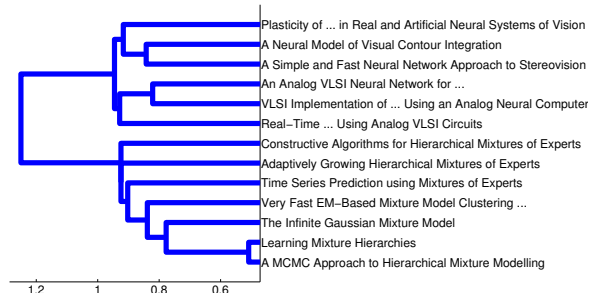 Plasticity of ... in Real and Artificial Neural Systems of Vision
A Neural Model of Visual Contour Integration
A Simple and Fast Neural Network Approach to Stereovision
An Analog VLSI Neural Network for ...
VLSI Implementation of ... Using an Analog Neural Computer
Real−Time ... Using Analog VLSI Circuits
Constructive Algorithms for Hierarchical Mixtures of Experts
Adaptively Growing Hierarchical Mixtures of Experts
Time Series Prediction using Mixtures of Experts
Very Fast EM−Based Mixture Model Clustering ...
The Infinite Gaussian Mixture Model
Learning Mixture Hierarchies
A MCMC Approach to Hierarchical Mixture Modelling
1.2 1 0.8 0.6